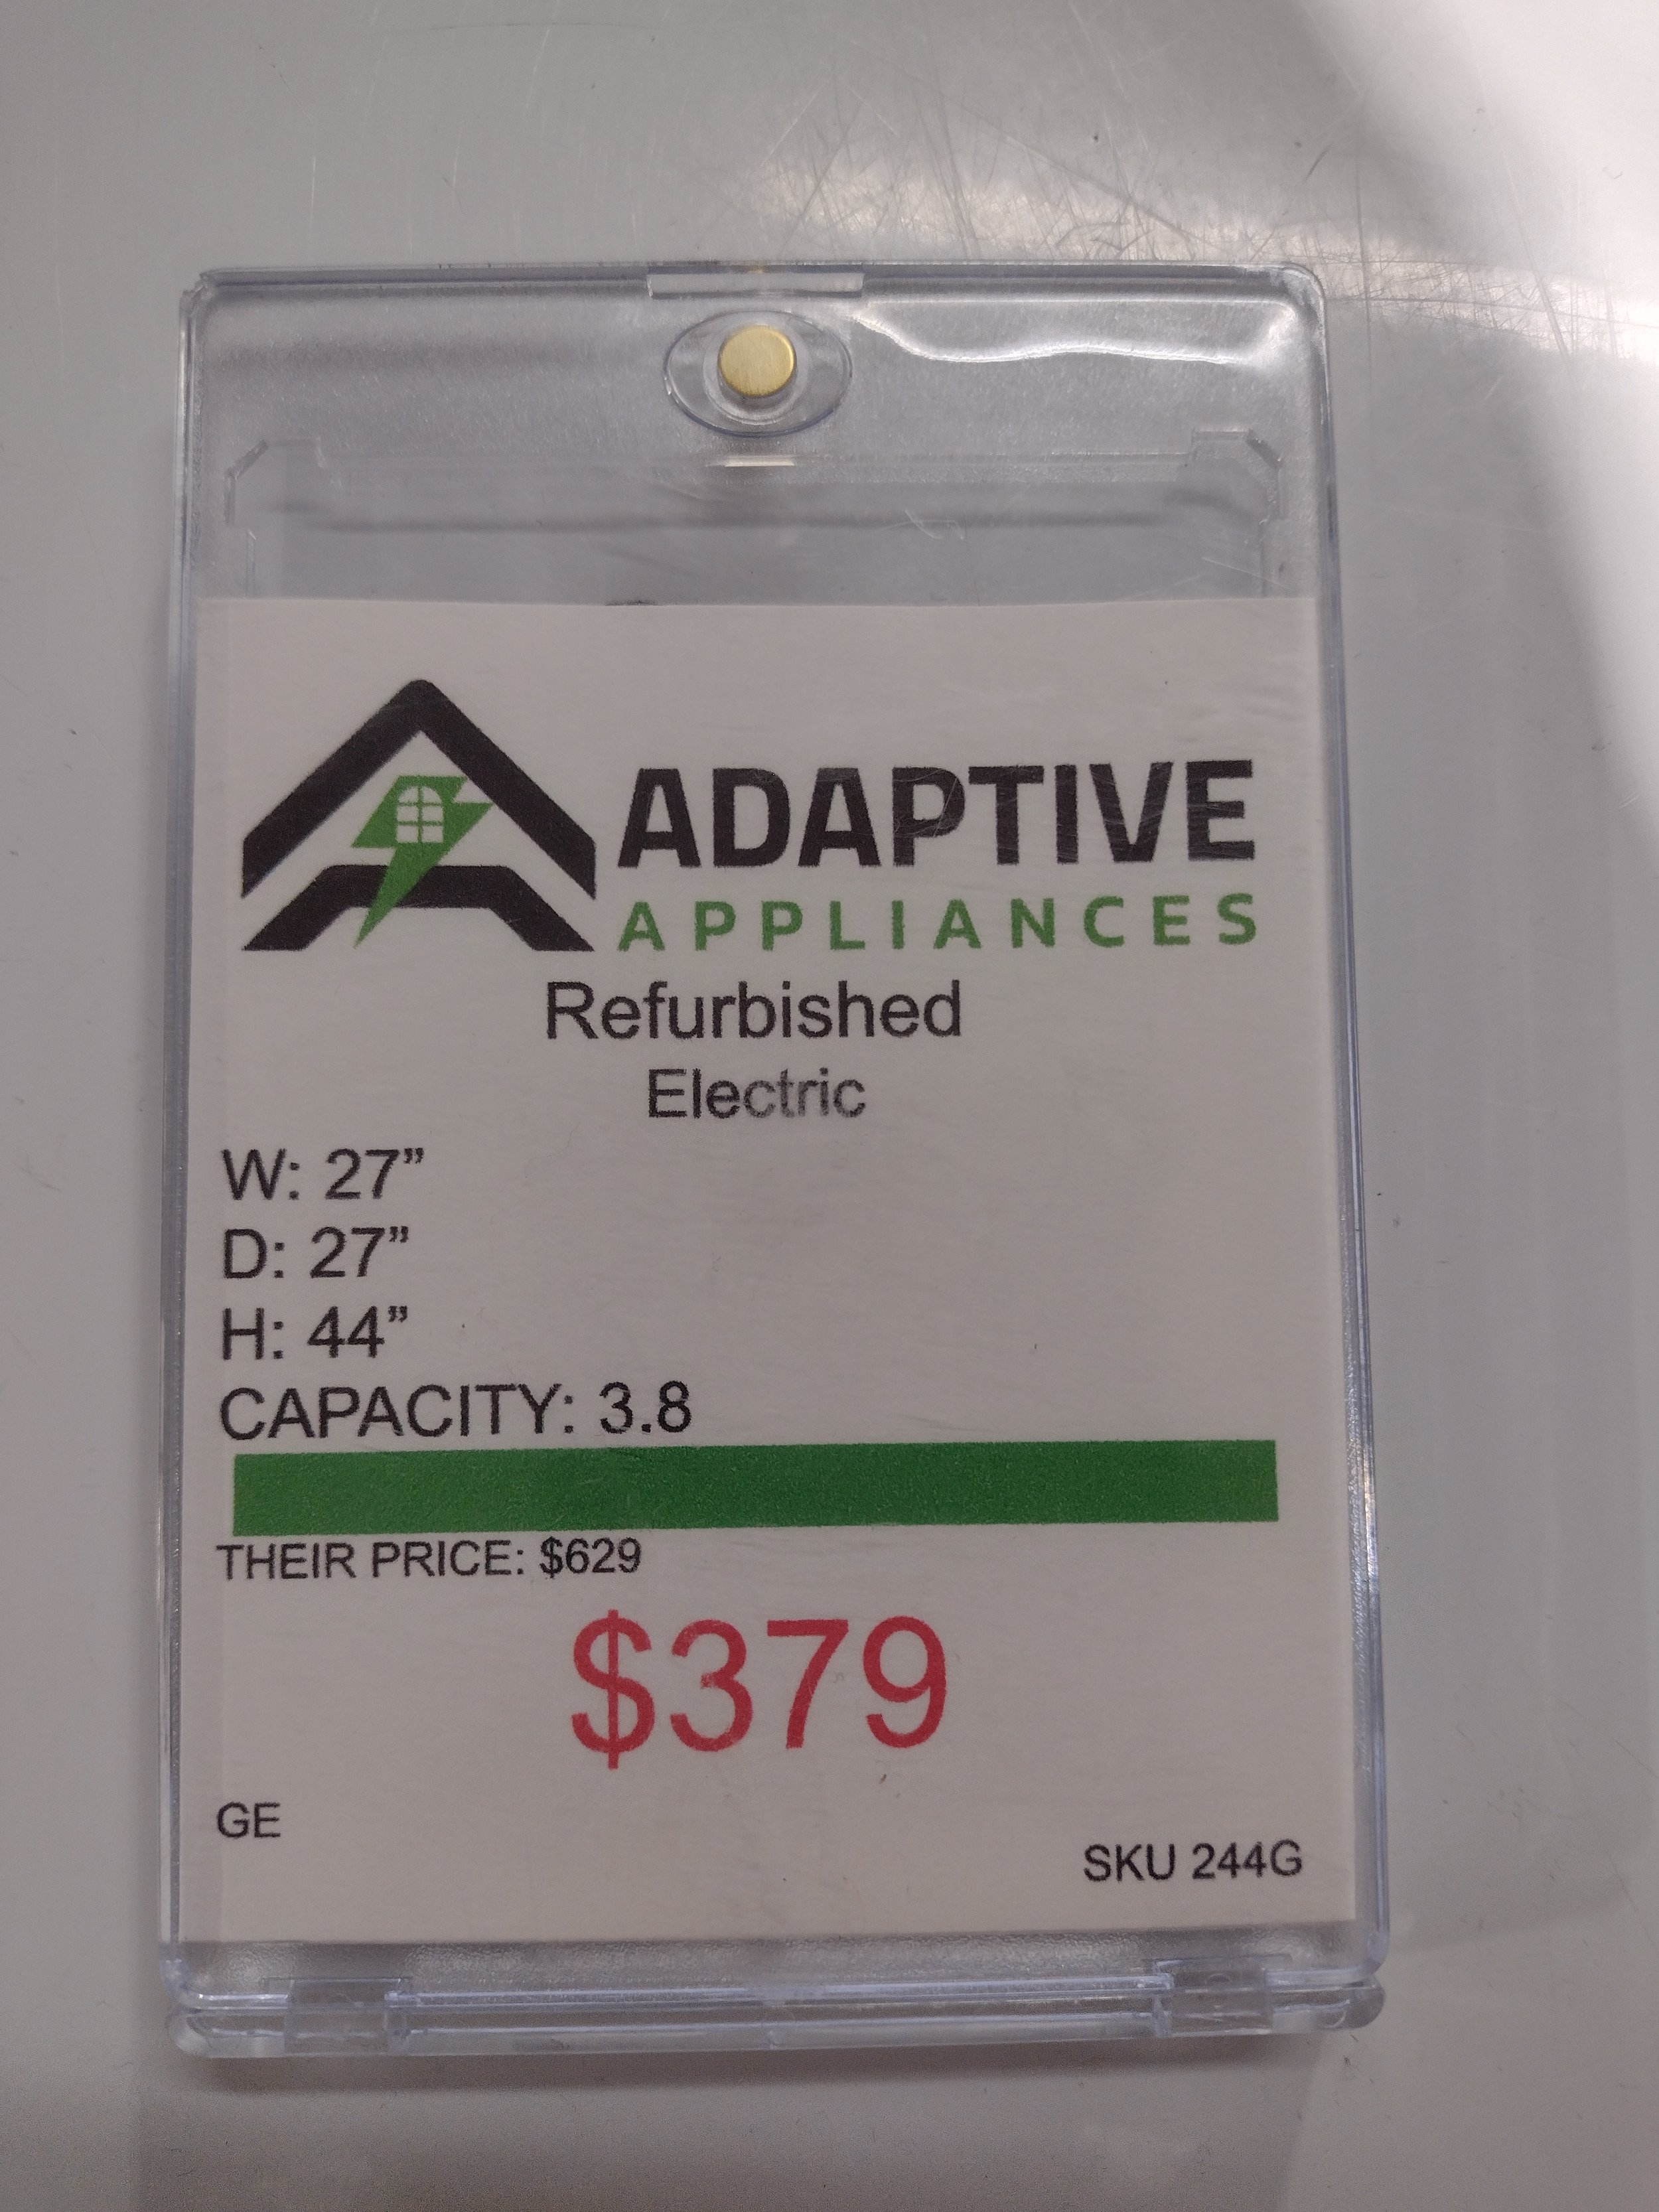 ADAPTIVE
APPLIANCES
Refurbished
Electric
W: 27”
D: 27”
H: 44”
CAPACITY: 3.8
THEIR PRICE: $629
$379
GE
SKU 244G